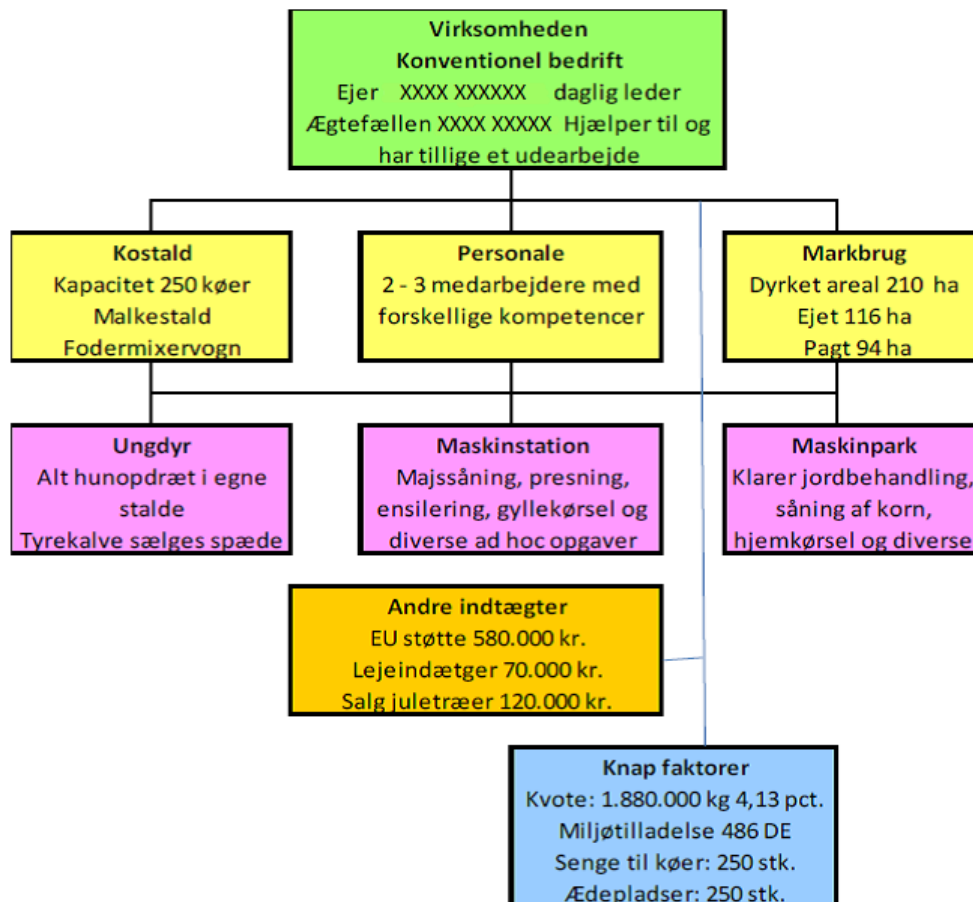 Virksomheden
Konventionel bedrift
Ejer XXXX XXXXXX daglig leder
Ægtefællen XXXX XXXXX Hjælper til og
har tillige et udearbejde
Kostald
Kapacitet 250 køer
Malkestald
Fodermixervogn
Personale
2 - 3 medarbejdere med
forskellige kompetencer
Markbrug
Dyrket areal 210 ha
Ejet 116 ha
Pagt 94 ha
Ungdyr
Alt hunopdræt i egne
stalde
Tyrekalve sælges spæde
Maskinstation
Majssåning, presning,
ensilering, gyllekørsel og
diverse ad hoc opgaver
Maskinpark
Klarer jordbehandling,
såning af korn,
hjemkørsel og diverse
Andre indtægter
EU støtte 580.000 kr.
Lejeindætger 70.000 kr.
Salg juletræer 120.000 kr.
Knap faktorer
Kvote: 1.880.000 kg 4,13 pct.
Miljøtilladelse 486 DE
Senge til køer: 250 stk.
Ædepladser: 250 stk.